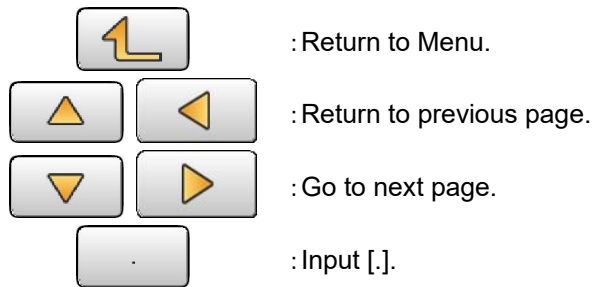 :Return to Menu.
:Return to previous page.
:Go to next page.
. :Input [.].